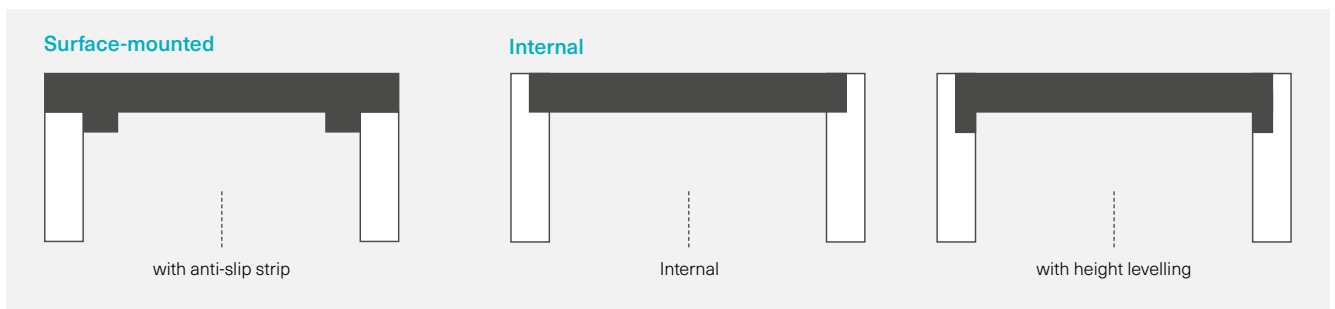 Surface-mounted
Internal
with anti-slip strip
Internal
with height levelling